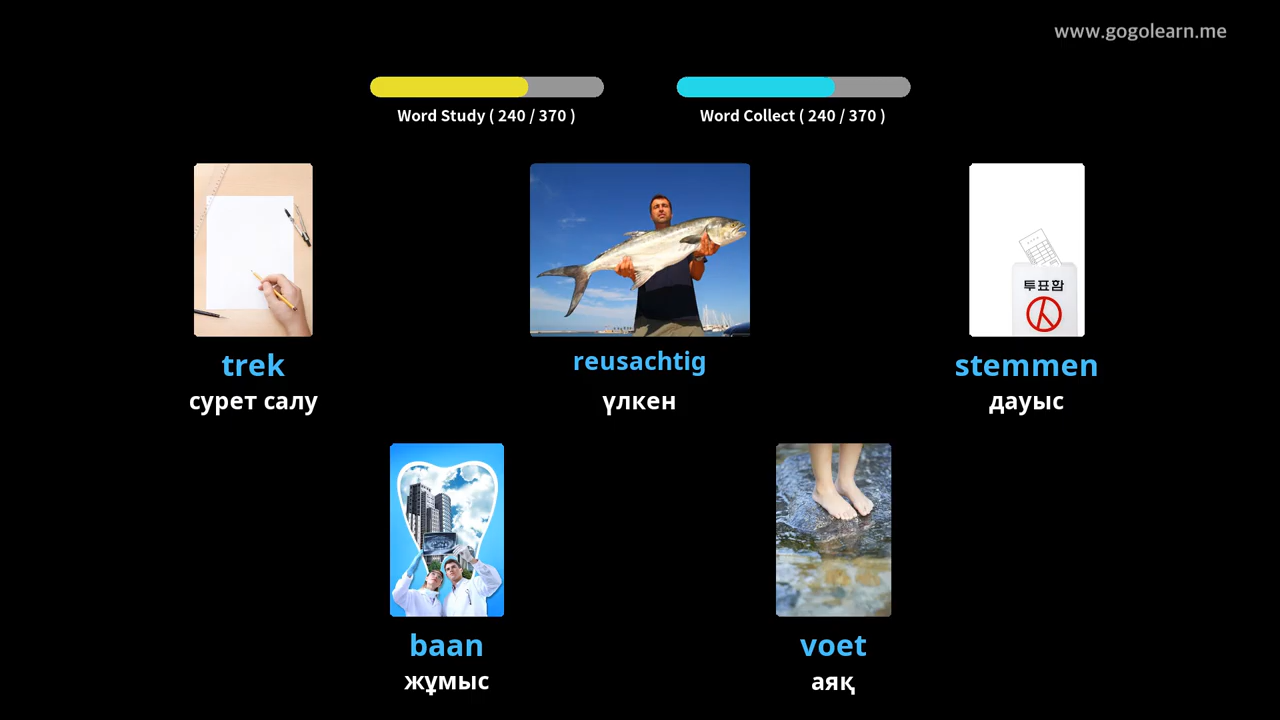 www.gogolearn.me
Word Study ( 240 / 370 )
Word Collect ( 240 / 370 )
투표함
trek
сурет салу
reusachtig
үлкен
stemmen
дауыс
baan
жұмыс
voet
аяқ